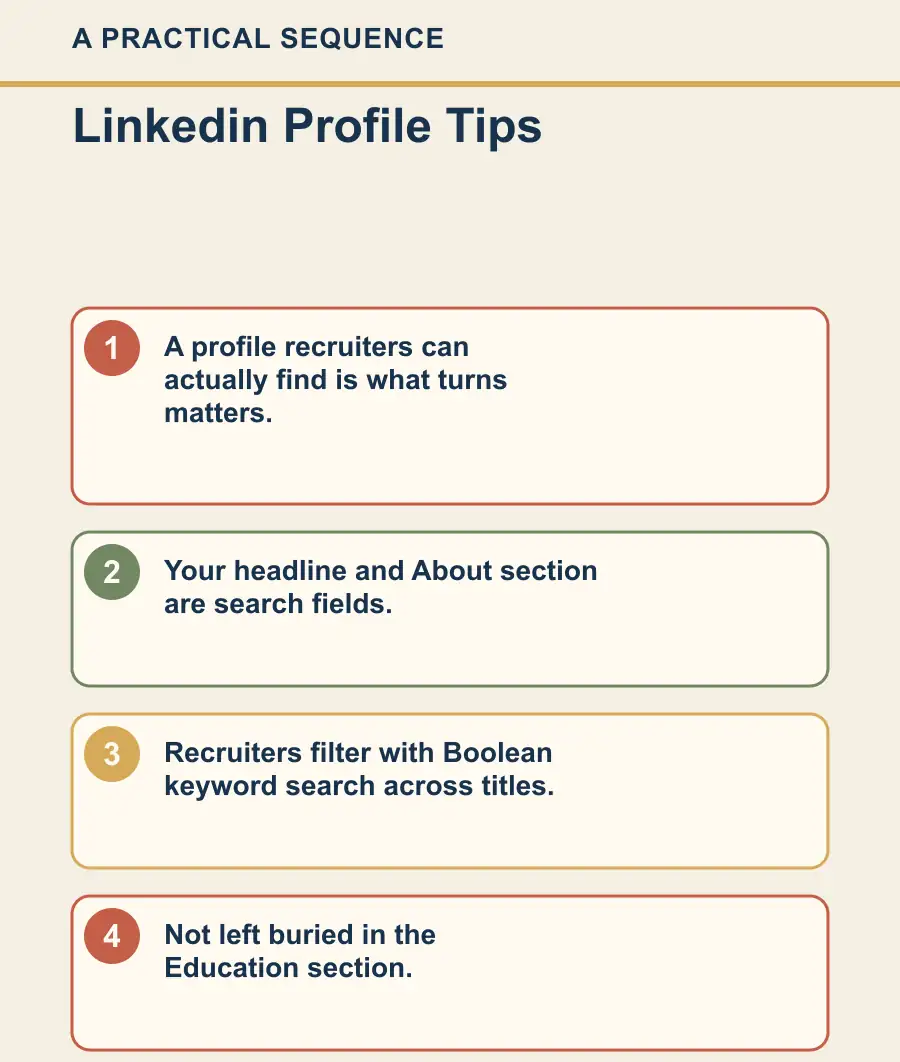 A PRACTICAL SEQUENCE
Linkedin Profile Tips
1
A profile recruiters can
actually find is what turns
matters.
2
Your headline and About section
are search fields.
3
Recruiters filter with Boolean
keyword search across titles.
4
Not left buried in the
Education section.